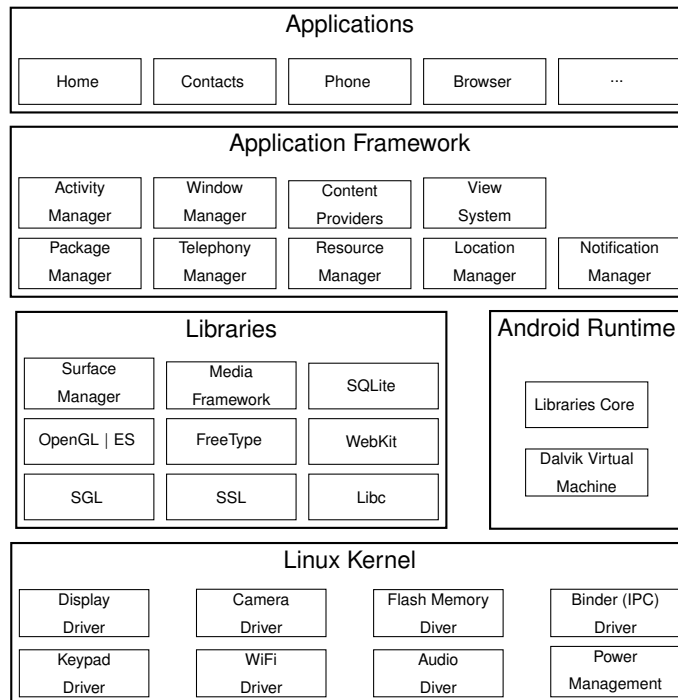 Applications
Home
Contacts
Phone
Browser
...
Application Framework
Activity
Manager
Window
Manager
Content
Providers
View
System
Package
Manager
Telephony
Manager
Resource
Manager
Location
Manager
Notification
Manager
Libraries
Surface
Manager
Media
Framework
SQLite
OpenGL | ES
FreeType
WebKit
SGL
SSL
Libc
Android Runtime
Libraries Core
Dalvik Virtual
Machine
Linux Kernel
Display
Driver
Camera
Driver
Flash Memory
Diver
Binder (IPC)
Driver
Keypad
Driver
WiFi
Driver
Audio
Diver
Power
Management